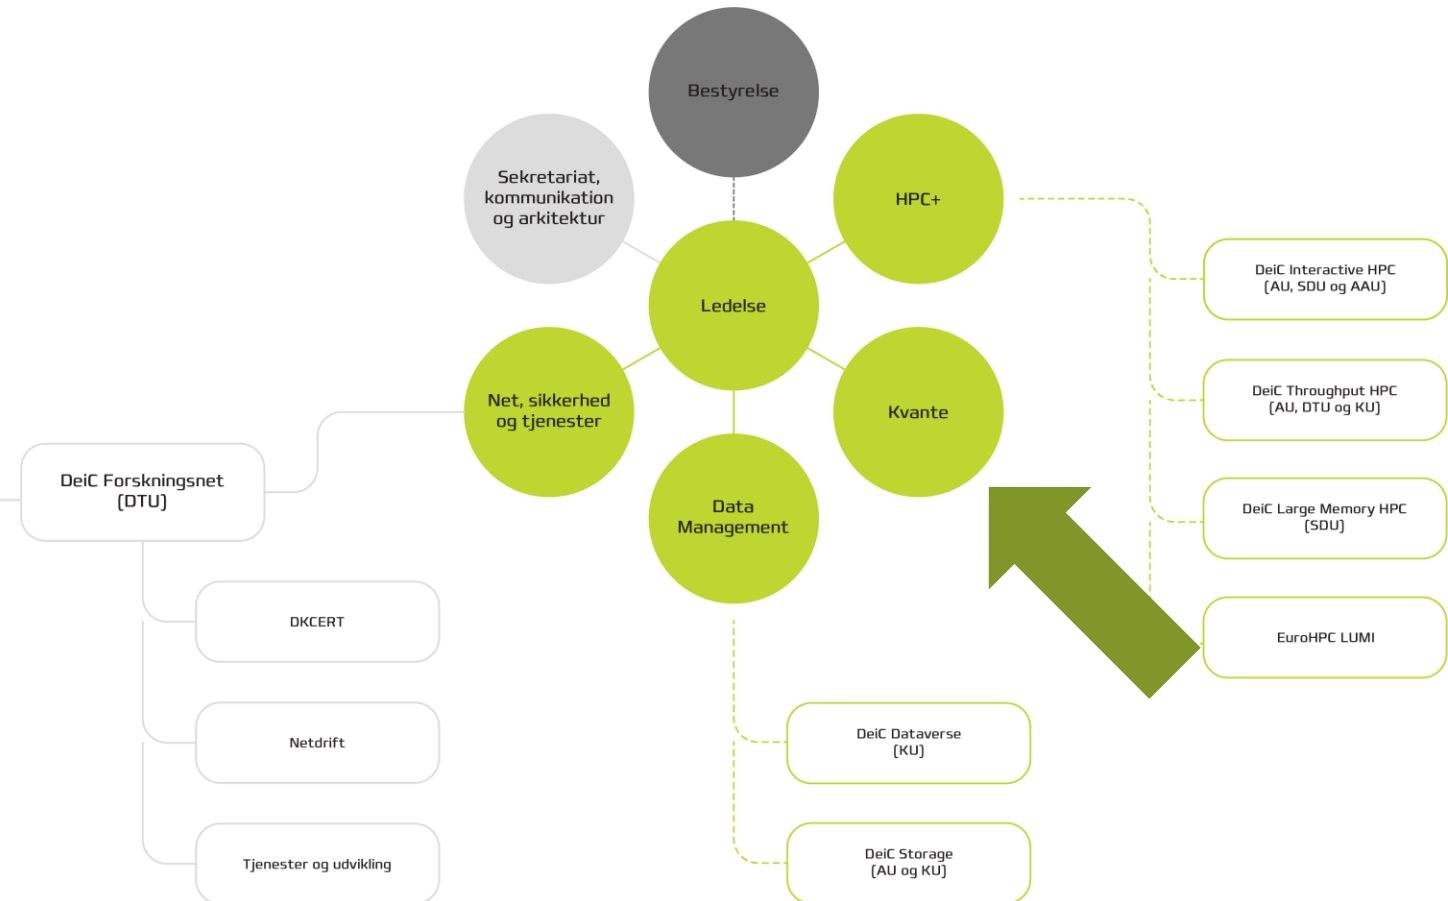 Bestyrelse
Sekretariat,
kommunikation
og arkitektur
HPC+
Ledelse
Net, sikkerhed
og tjenester
Kvante
Data
Management
DeiC Forskningsnet
(DTU)
DKCERT
Netdrift
Tjenester og udvikling
DeiC Interactive HPC
(AU, SDU og AAU)
DeiC Throughput HPC
(AU, DTU og KU)
DeiC Large Memory HPC
(SDU)
EuroHPC LUMI
DeiC Dataverse
(KU)
DeiC Storage
(AU og KU)